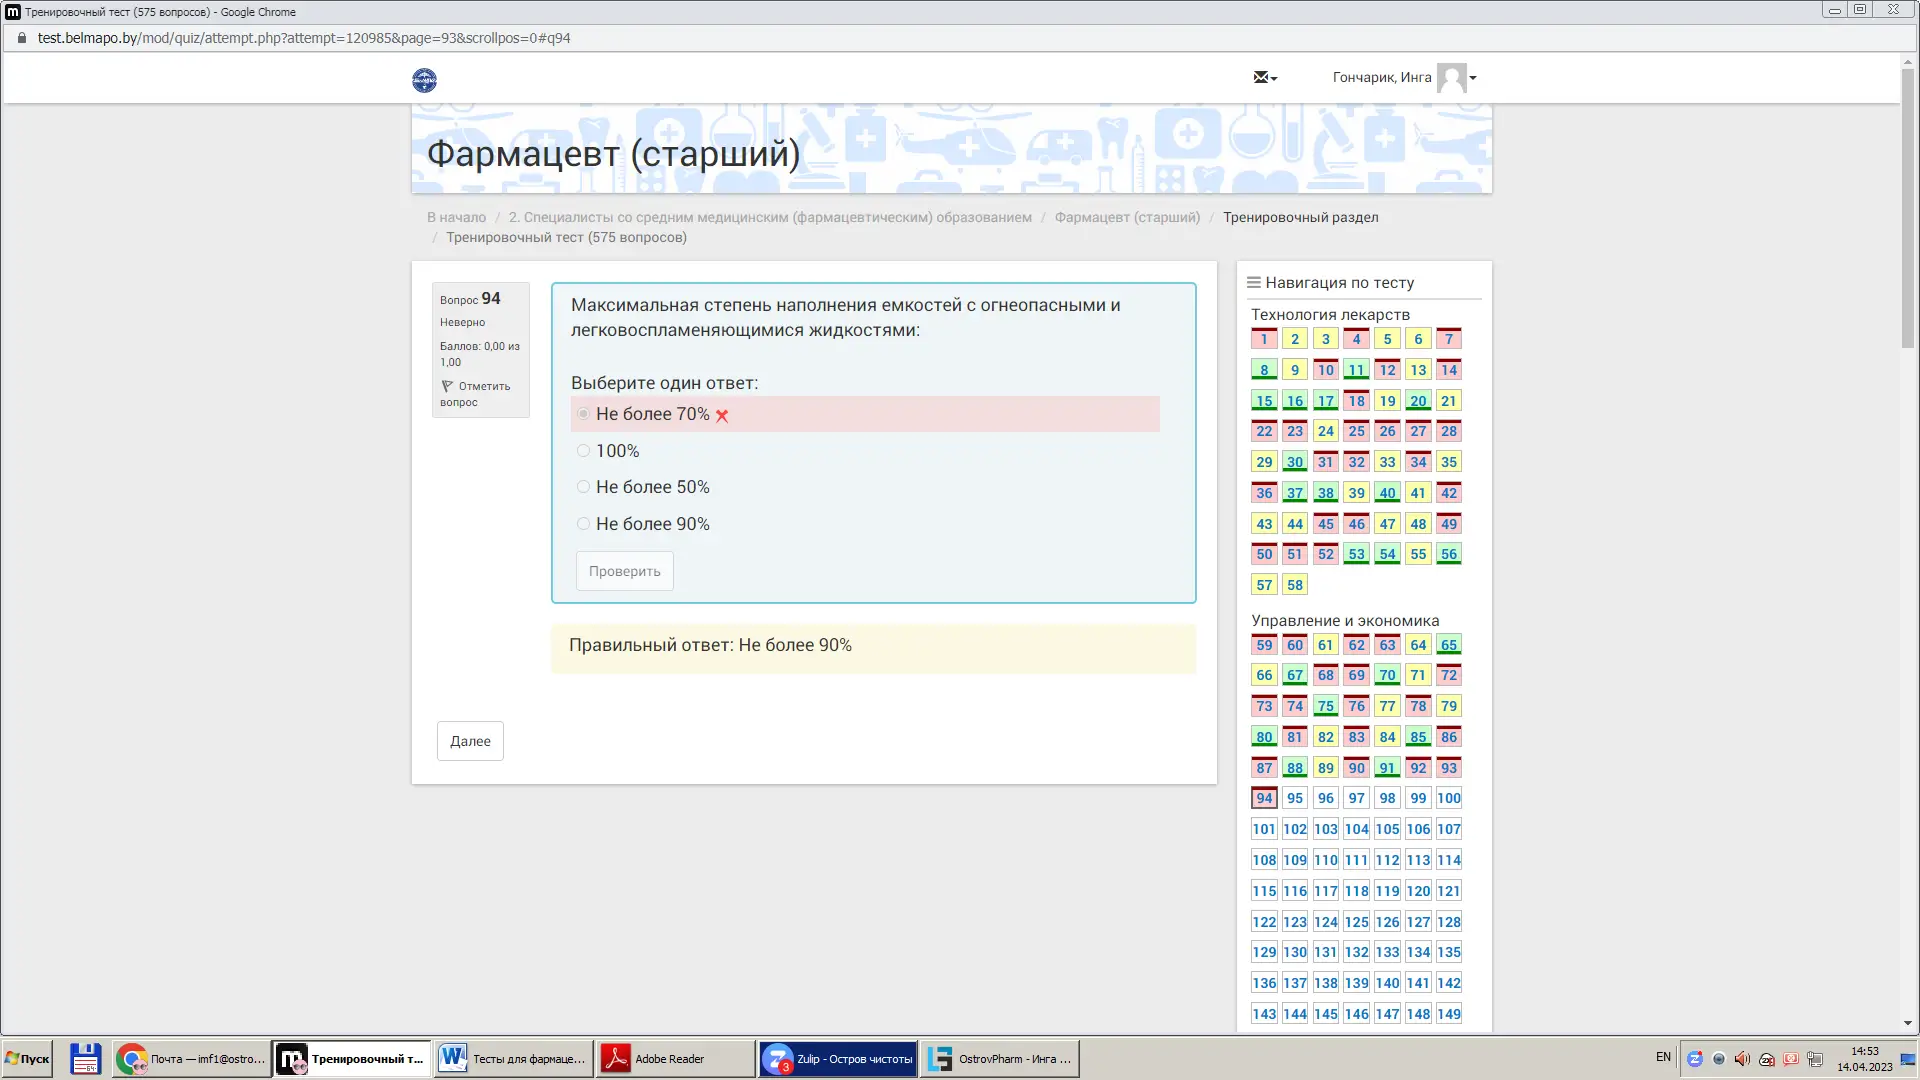 Тренировочный тест (575 вопросов) - Google Chrome
test.belmapo.by/mod/quiz/attempt.php?attempt=120985&page=93&scrollpos=0#q94
Гончарик, Инга
Фармацевт (старший)
В начало / 2. Специалисты со средним медицинским (фармацевтическим) образованием / Фармацевт (старший) / Тренировочный раздел
/ Тренировочный тест (575 вопросов)
Вопрос 94
Неверно
Баллов: 0,00 из
1,00
Отметить
вопрос
Максимальная степень наполнения емкостей с огнеопасными и
легковоспламеняющимися жидкостями:
Выберите один ответ:
Не более 70%
100%
Не более 50%
Не более 90%
Проверить
Правильный ответ: Не более 90%
Далее
Навигация по тесту
Технология лекарств
1 2 3 4 5 6 7
8 9 10 11 12 13 14
15 16 17 18 19 20 21
22 23 24 25 26 27 28
29 30 31 32 33 34 35
36 37 38 39 40 41 42
43 44 45 46 47 48 49
50 51 52 53 54 55 56
57 58
Управление и экономика
59 60 61 62 63 64 65
66 67 68 69 70 71 72
73 74 75 76 77 78 79
80 81 82 83 84 85 86
87 88 89 90 91 92 93
94 95 96 97 98 99 100
101 102 103 104 105 106 107
108 109 110 111 112 113 114
115 116 117 118 119 120 121
122 123 124 125 126 127 128
129 130 131 132 133 134 135
136 137 138 139 140 141 142
143 144 145 146 147 148 149
Пуск
Почта — imf1@ostro...
Тренировочный т...
Тесты для фармаце...
Adobe Reader
3
Zulip - Остров чистоты
OstrovPharm - Инга ...
EN
14:53
14.04.2023